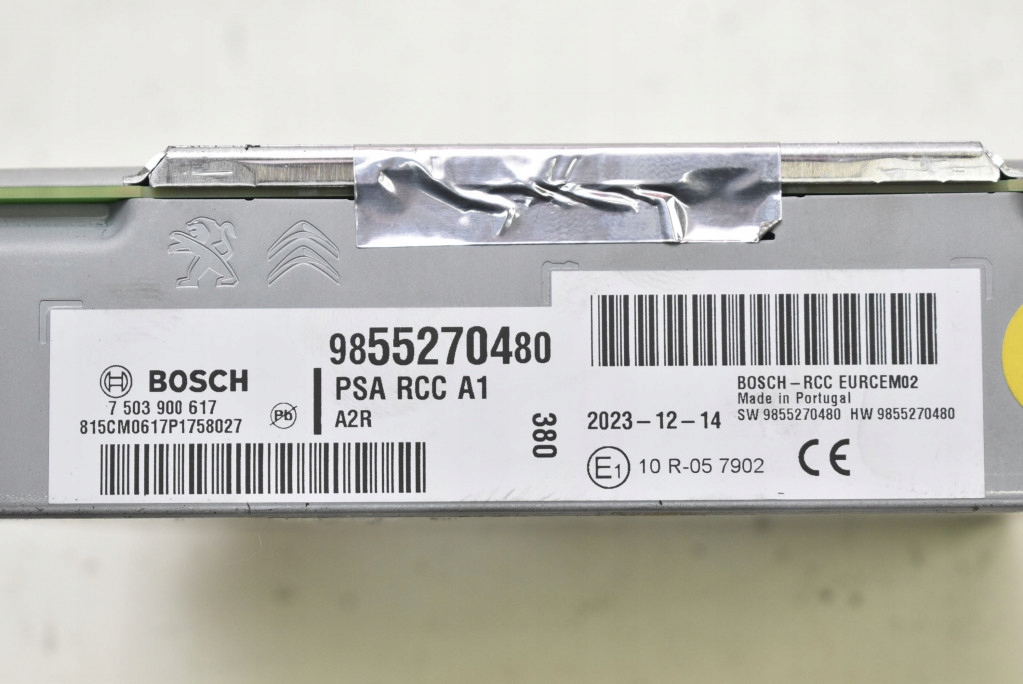 9855270480
BOSCH
PSA RCC A1
7 503 900 617
Pb
A2R
815CM0617P1758027
380
BOSCH-RCC EURCEM02
Made in Portugal
2023-12-14
SW 9855270480 HW 9855270480
E1 10 R-05 7902 CE